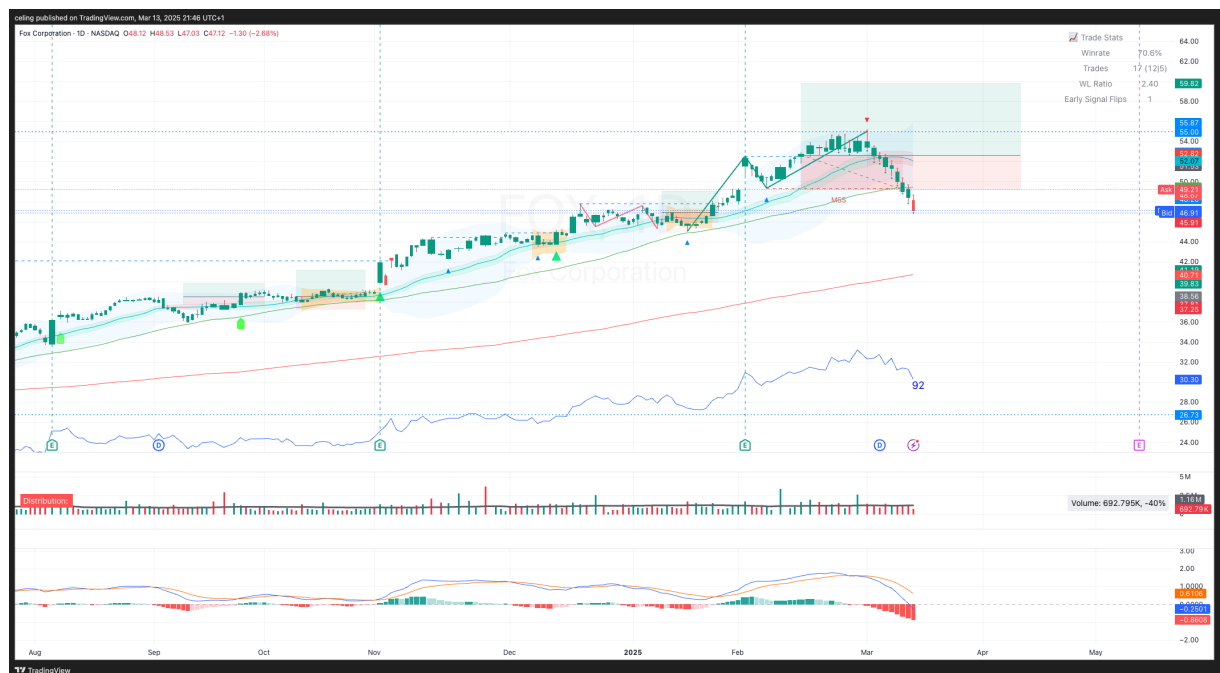 celing published on TradingView.com, Mar 13, 2025 21:46 UTC+1
Fox Corporation · 1D · NASDAQ O48.12 H48.53 L47.03 C47.12 −1.30 (−2.68%)
Trade Stats
Winrate 70.6%
Trades 17 (12|5)
WL Ratio 2.40
Early Signal Flips 1
64.00
62.00
59.82
58.00
55.87
55.00
54.00
52.82
52.07
50.00
Ask 49.21
Bid 46.91
45.91
44.00
42.00
40.71
39.83
38.56
37.25
36.00
34.00
32.00
30.30
28.00
26.73
26.00
24.00
MSS
Fox Corporation
92
E
D
E
E
D
E
Distribution:
5 M
Volume: 692.795K, -40%
1.16M
692.79K
3.00
2.00
1.0000
0.6106
−0.2501
−0.8608
−2.00
Aug Sep Oct Nov Dec 2025 Feb Mar Apr May
TradingView